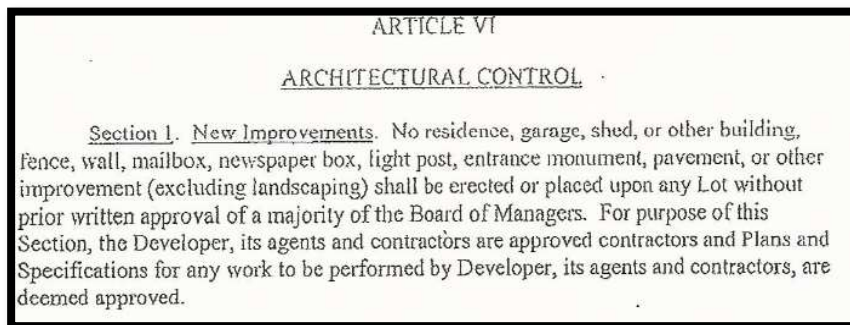 ARTICLE VI
ARCHITECTURAL CONTROL
Section 1. New Improvements. No residence, garage, shed, or other building,
fence, wall, mailbox, newspaper box, light post, entrance monument, pavement, or other
improvement (excluding landscaping) shall be erected or placed upon any Lot without
prior written approval of a majority of the Board of Managers. For purpose of this
Section, the Developer, its agents and contractors are approved contractors and Plans and
Specifications for any work to be performed by Developer, its agents and contractors, are
deemed approved.